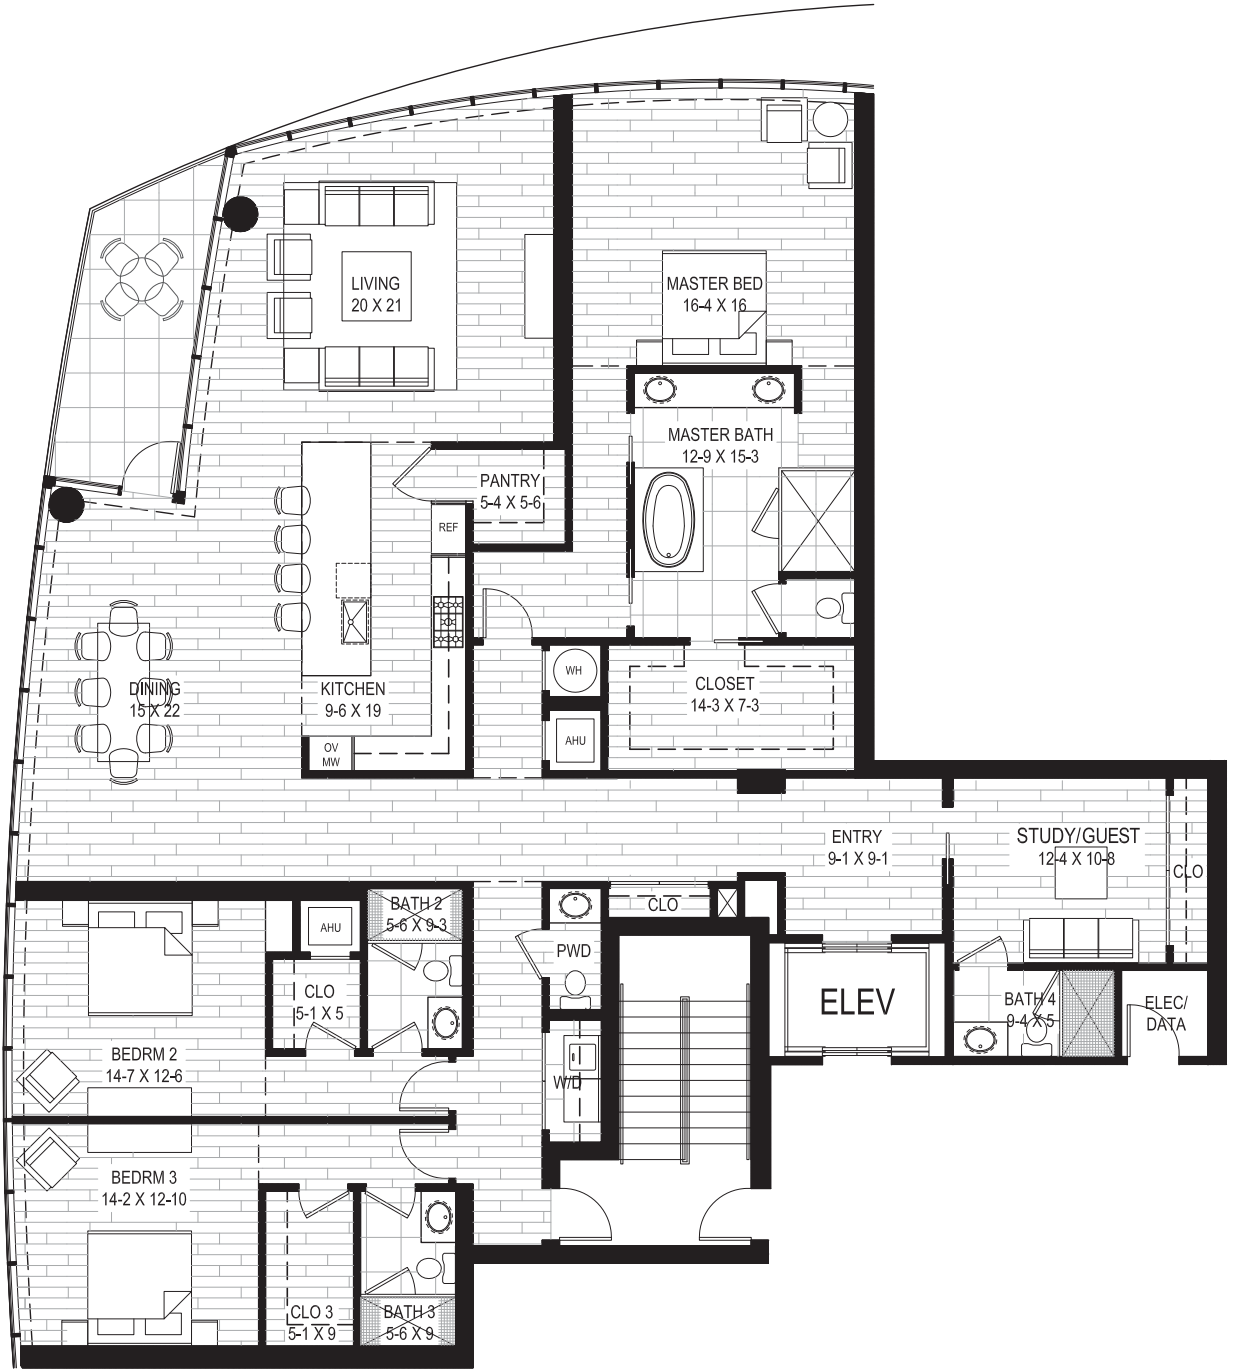 LIVING
20 X 21
MASTER BED
16-4 X 16
MASTER BATH
12-9 X 15-3
PANTRY
5-4 X 5-6
REF
DINING
15 X 22
KITCHEN
9-6 X 19
OV
MW
WH
AHU
CLOSET
14-3 X 7-3
ENTRY
9-1 X 9-1
STUDY/GUEST
12-4 X 10-8
CLO
CLO
BATH 2
5-6 X 9-3
AHU
PWD
CLO
5-1 X 5
ELEV
BATH 4
9-4 X 5
ELEC/
DATA
BEDRM 2
14-7 X 12-6
W/D
BEDRM 3
14-2 X 12-10
CLO 3
5-1 X 9
BATH 3
5-6 X 9